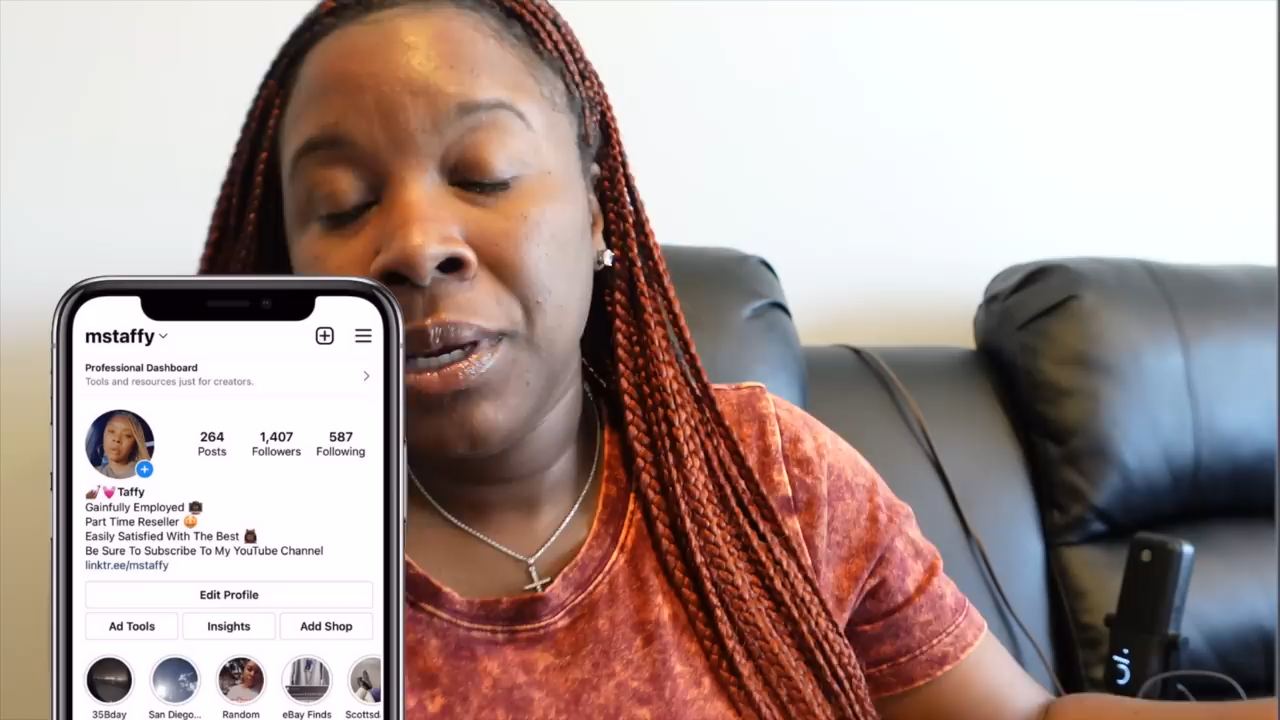 mstaffy
Professional Dashboard
Tools and resources just for creators.
264 1,407 587
Posts Followers Following
Taffy
Gainfully Employed
Part Time Reseller
Easily Satisfied With The Best
Be Sure To Subscribe To My YouTube Channel
linktr.ee/mstaffy
Edit Profile
Ad Tools Insights Add Shop
35Bday San Diego... Random eBay Finds Scottsd